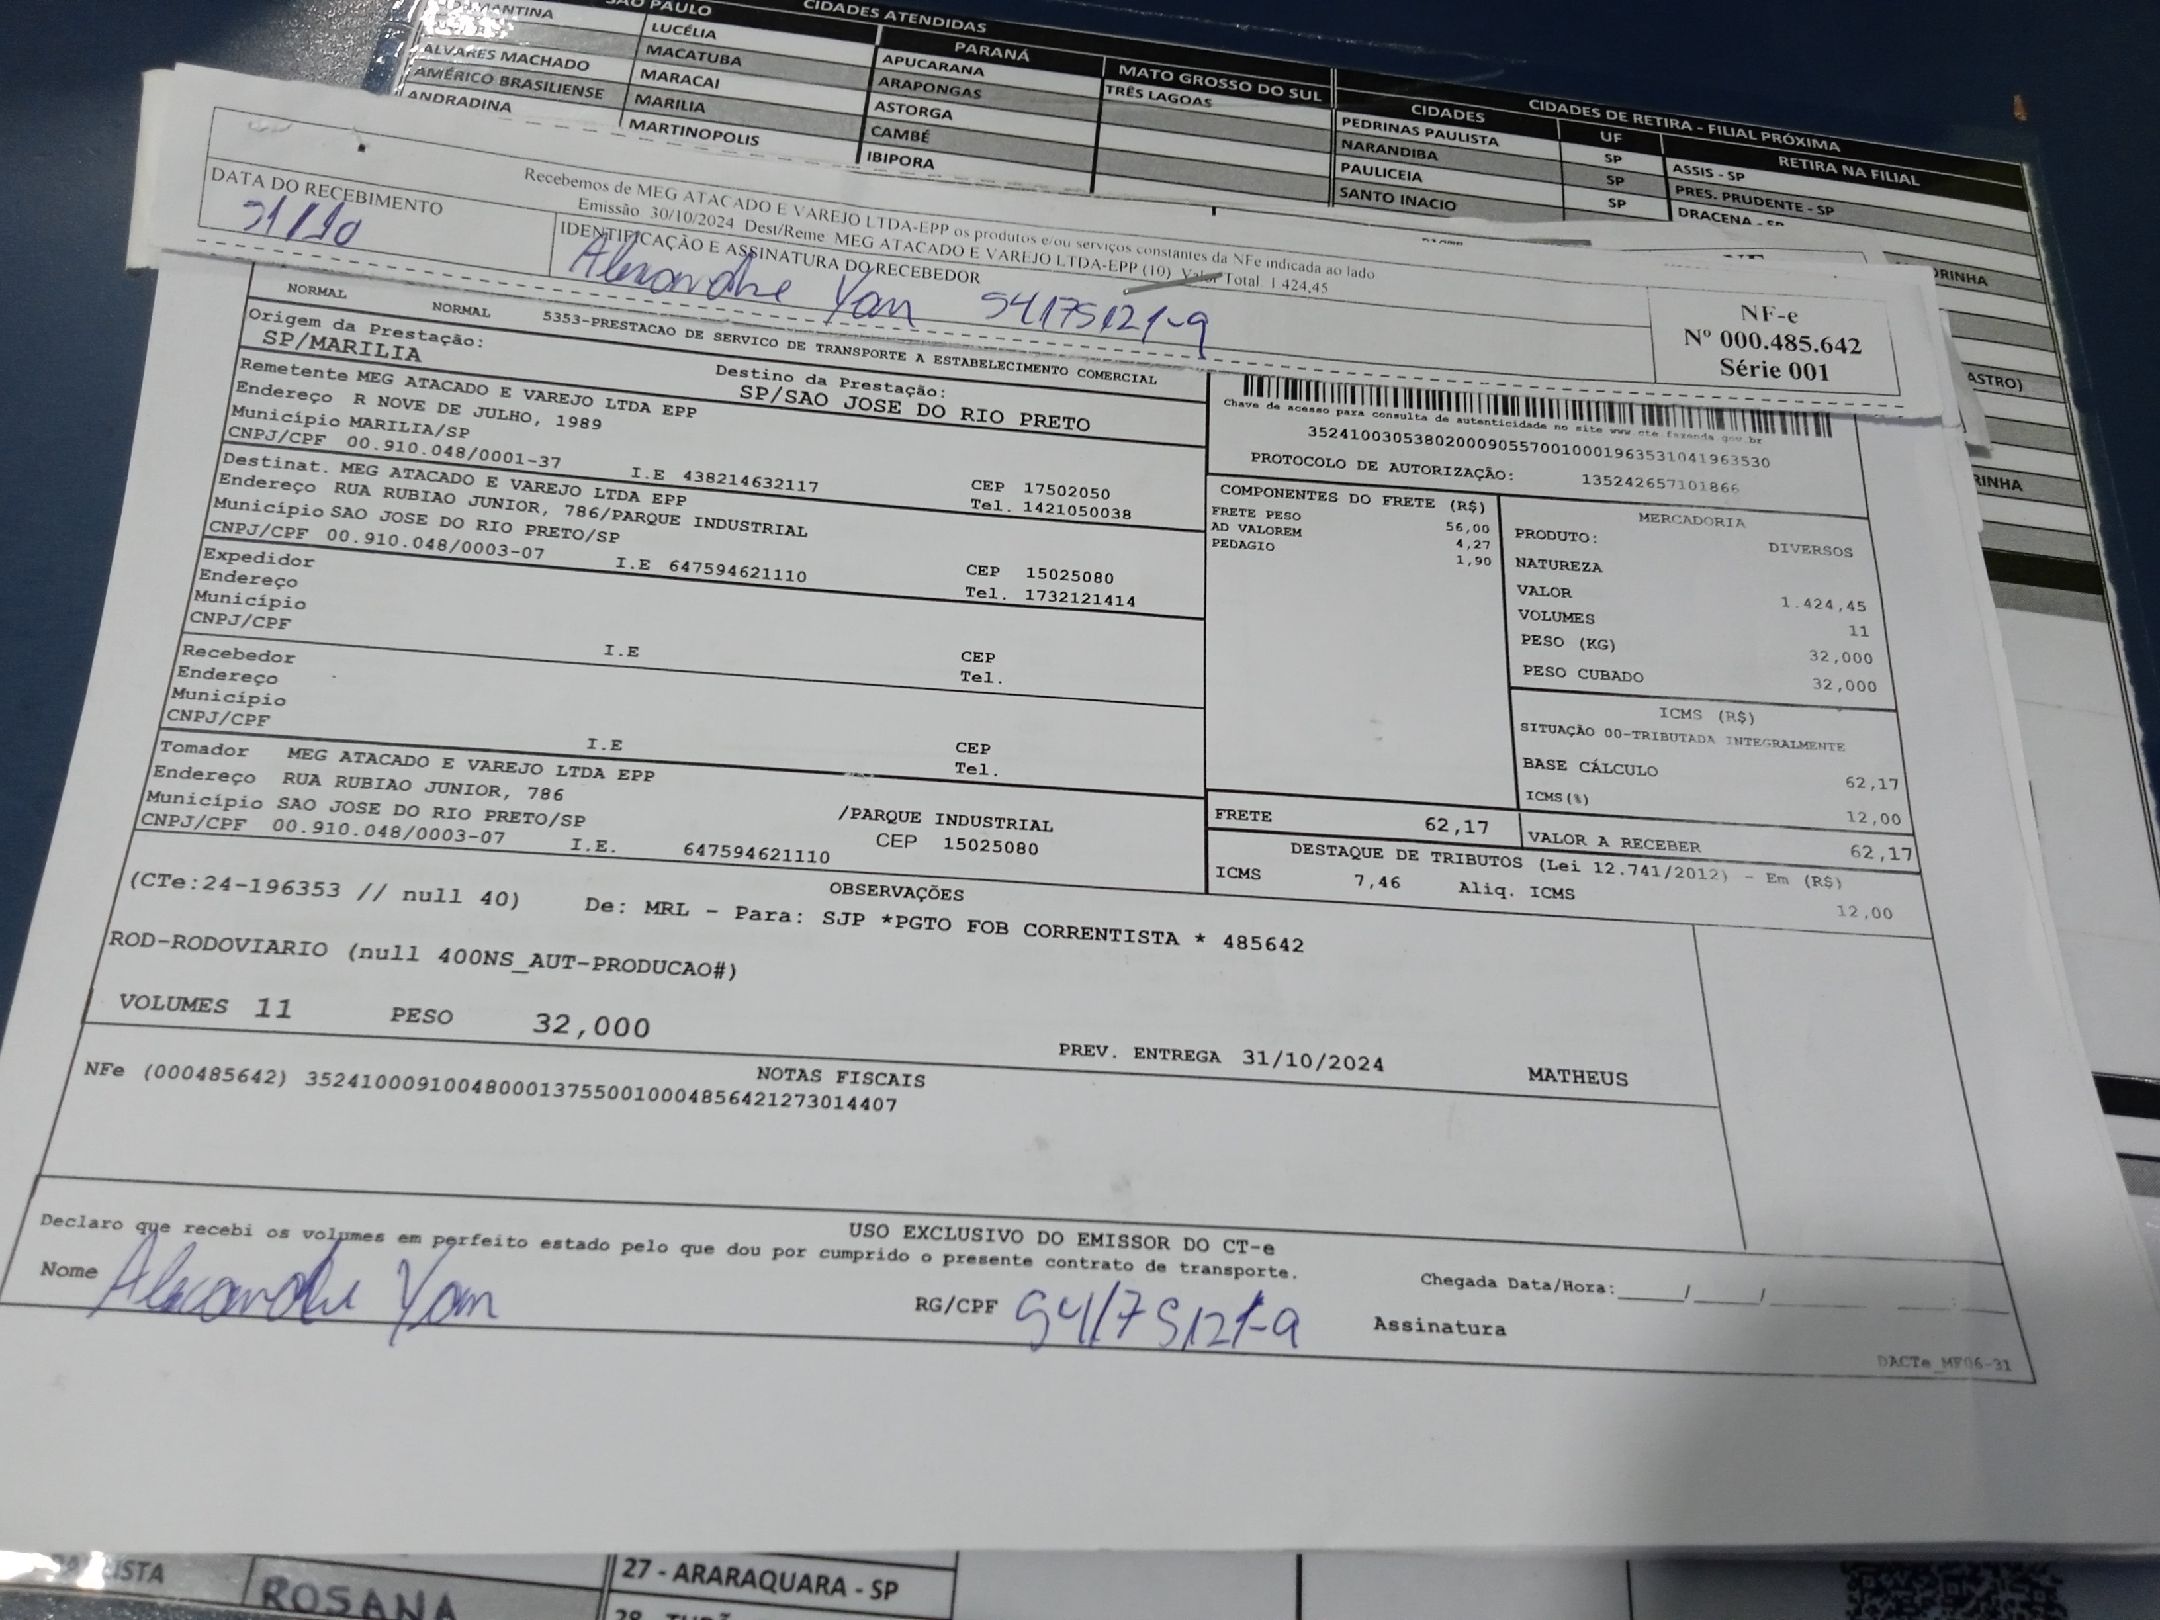 SÃO PAULO
CIDADES ATENDIDAS
LUCÉLIA
PARANÁ
MATO GROSSO DO SUL
CIDADES DE RETIRA - FILIAL PRÓXIMA
ALVARES MACHADO
MACATUBA
APUCARANA
TRÊS LAGOAS
CIDADES
UF
RETIRA NA FILIAL
AMÉRICO BRASILIENSE
MARACAI
ARAPONGAS
PEDRINAS PAULISTA
SP
ASSIS - SP
ANDRADINA
MARILIA
ASTORGA
NARANDIBA
SP
PRES. PRUDENTE - SP
MARTINOPOLIS
CAMBÉ
PAULICEIA
SP
DRACENA - SP
IBIPORA
SANTO INACIO
Recebemos de MEG ATACADO E VAREJO LTDA-EPP os produtos e/ou serviços constantes da NFe indicada ao lado
Emissão 30/10/2024 Dest/Reme MEG ATACADO E VAREJO LTDA-EPP (10) Valor Total 1.424,45
DATA DO RECEBIMENTO
31/10
IDENTIFICAÇÃO E ASSINATURA DO RECEBEDOR
Alexandre Yan 54175121-9
NF-e
Nº 000.485.642
Série 001
NORMAL NORMAL 5353-PRESTACAO DE SERVICO DE TRANSPORTE A ESTABELECIMENTO COMERCIAL
Origem da Prestação:
SP/MARILIA
Destino da Prestação:
SP/SAO JOSE DO RIO PRETO
Remetente MEG ATACADO E VAREJO LTDA EPP
Endereço R NOVE DE JULHO, 1989
Município MARILIA/SP
CEP 17502050
CNPJ/CPF 00.910.048/0001-37 I.E 438214632117
Tel. 1421050038
Destinat. MEG ATACADO E VAREJO LTDA EPP
Endereço RUA RUBIAO JUNIOR, 786/PARQUE INDUSTRIAL
Município SAO JOSE DO RIO PRETO/SP
CEP 15025080
CNPJ/CPF 00.910.048/0003-07 I.E 647594621110
Tel. 1732121414
Expedidor
Endereço
Município
CEP
CNPJ/CPF I.E
Tel.
Recebedor
Endereço
Município
CEP
CNPJ/CPF I.E
Tel.
Tomador MEG ATACADO E VAREJO LTDA EPP
Endereço RUA RUBIAO JUNIOR, 786 /PARQUE INDUSTRIAL
Município SAO JOSE DO RIO PRETO/SP CEP 15025080
CNPJ/CPF 00.910.048/0003-07 I.E. 647594621110
Chave de acesso para consulta de autenticidade no site www.cte.fazenda.gov.br
35241003053802000905570010001963531041963530
PROTOCOLO DE AUTORIZAÇÃO: 135242657101866
COMPONENTES DO FRETE (R$)
FRETE PESO 56,00
AD VALOREM 4,27
PEDAGIO 1,90
MERCADORIA
PRODUTO: DIVERSOS
NATUREZA
VALOR 1.424,45
VOLUMES 11
PESO (KG) 32,000
PESO CUBADO 32,000
ICMS (R$)
SITUAÇÃO 00-TRIBUTADA INTEGRALMENTE
BASE CÁLCULO 62,17
ICMS(%) 12,00
FRETE 62,17 VALOR A RECEBER 62,17
DESTAQUE DE TRIBUTOS (Lei 12.741/2012) - Em (R$)
ICMS 7,46 Aliq. ICMS 12,00
OBSERVAÇÕES
(CTe:24-196353 // null 40) De: MRL - Para: SJP *PGTO FOB CORRENTISTA * 485642
ROD-RODOVIARIO (null 400NS_AUT-PRODUCAO#)
VOLUMES 11 PESO 32,000 PREV. ENTREGA 31/10/2024 MATHEUS
NOTAS FISCAIS
NFe (000485642) 35241000910048000137550010004856421273014407
USO EXCLUSIVO DO EMISSOR DO CT-e
Declaro que recebi os volumes em perfeito estado pelo que dou por cumprido o presente contrato de transporte.
Chegada Data/Hora:____/____/____ ____:____
Nome Alexandre Yan RG/CPF 54175121-9 Assinatura
DACTe_MF06-31
ROSANA
27 - ARARAQUARA - SP